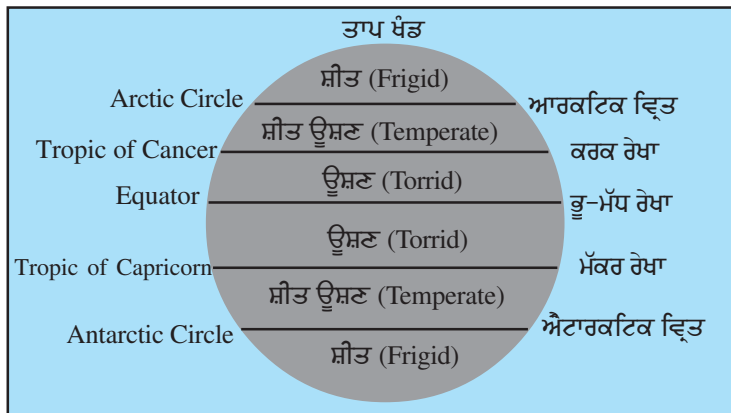 ਤਾਪ ਖੰਡ
ਸ਼ੀਤ (Frigid)
Arctic Circle
ਆਰਕਟਿਕ ਵ੍ਰਿਤ
ਸ਼ੀਤ ਊਸ਼ਣ (Temperate)
Tropic of Cancer
ਕਰਕ ਰੇਖਾ
ਊਸ਼ਣ (Torrid)
Equator
ਭੂ-ਮੱਧ ਰੇਖਾ
ਊਸ਼ਣ (Torrid)
Tropic of Capricorn
ਮੱਕਰ ਰੇਖਾ
ਸ਼ੀਤ ਊਸ਼ਣ (Temperate)
Antarctic Circle
ਐਂਟਾਰਕਟਿਕ ਵ੍ਰਿਤ
ਸ਼ੀਤ (Frigid)